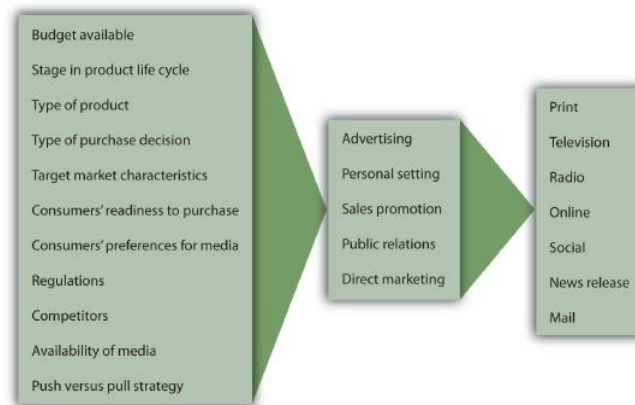 Budget available
Stage in product life cycle
Type of product
Type of purchase decision
Target market characteristics
Consumers' readiness to purchase
Consumers' preferences for media
Regulations
Competitors
Availability of media
Push versus pull strategy
Advertising
Personal setting
Sales promotion
Public relations
Direct marketing
Print
Television
Radio
Online
Social
News release
Mail